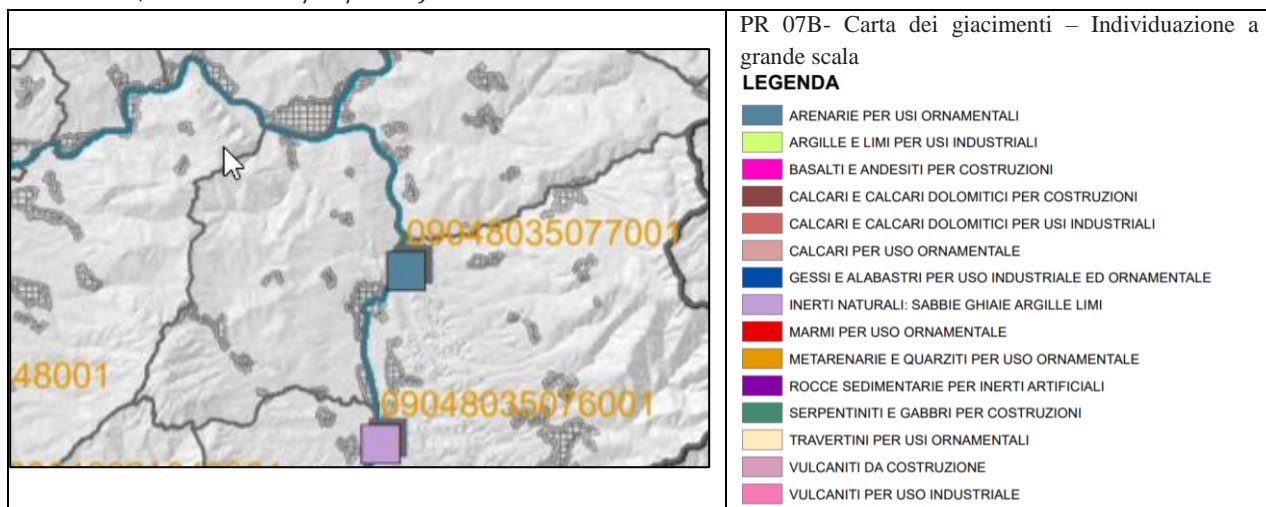 PR 07B- Carta dei giacimenti – Individuazione a
grande scala
LEGENDA
ARENARIE PER USI ORNAMENTALI
ARGILLE E LIMI PER USI INDUSTRIALI
BASALTI E ANDESITI PER COSTRUZIONI
CALCARI E CALCARI DOLOMITICI PER COSTRUZIONI
CALCARI E CALCARI DOLOMITICI PER USI INDUSTRIALI
CALCARI PER USO ORNAMENTALE
GESSI E ALABASTRI PER USO INDUSTRIALE ED ORNAMENTALE
INERTI NATURALI: SABBIE GHIAIE ARGILLE LIMI
MARMI PER USO ORNAMENTALE
METARENARIE E QUARZITI PER USO ORNAMENTALE
ROCCE SEDIMENTARIE PER INERTI ARTIFICIALI
SERPENTINITI E GABBRI PER COSTRUZIONI
TRAVERTINI PER USI ORNAMENTALI
VULCANITI DA COSTRUZIONE
VULCANITI PER USO INDUSTRIALE
09048035077001
48001
09048035076001